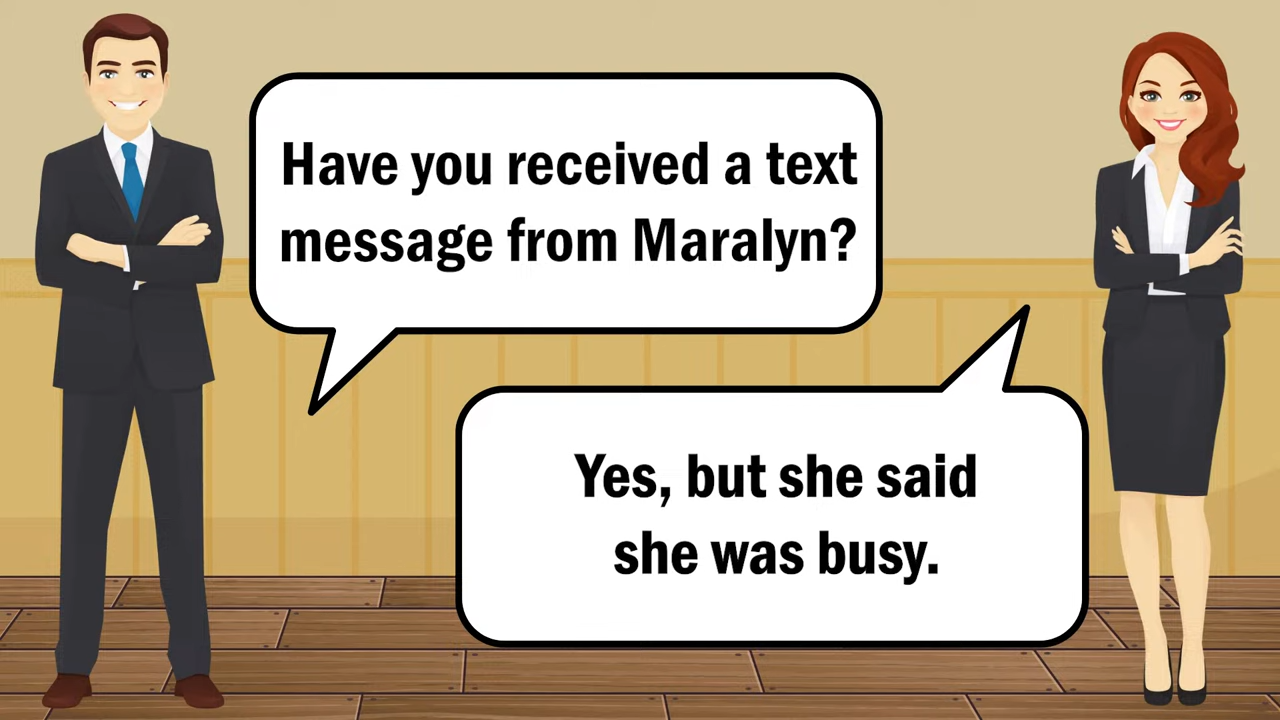 Have you received a text
message from Maralyn?
Yes, but she said
she was busy.